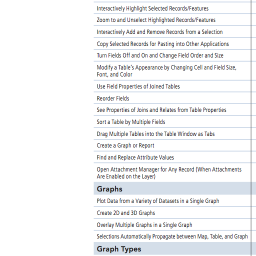 Interactively Highlight Selected Records/Features
Zoom to and Unselect Highlighted Records/Features
Interactively Add and Remove Records from a Selection
Copy Selected Records for Pasting into Other Applications
Turn Fields Off and On and Change Field Order and Size
Modify a Table's Appearance by Changing Cell and Field Size,
Font, and Color
Use Field Properties of Joined Tables
Reorder Fields
See Properties of Joins and Relates from Table Properties
Sort a Table by Multiple Fields
Drag Multiple Tables into the Table Window as Tabs
Create a Graph or Report
Find and Replace Attribute Values
Open Attachment Manager for Any Record (When Attachments
Are Enabled on the Layer)
Graphs
Plot Data from a Variety of Datasets in a Single Graph
Create 2D and 3D Graphs
Overlay Multiple Graphs in a Single Graph
Selections Automatically Propagate between Map, Table, and Graph
Graph Types